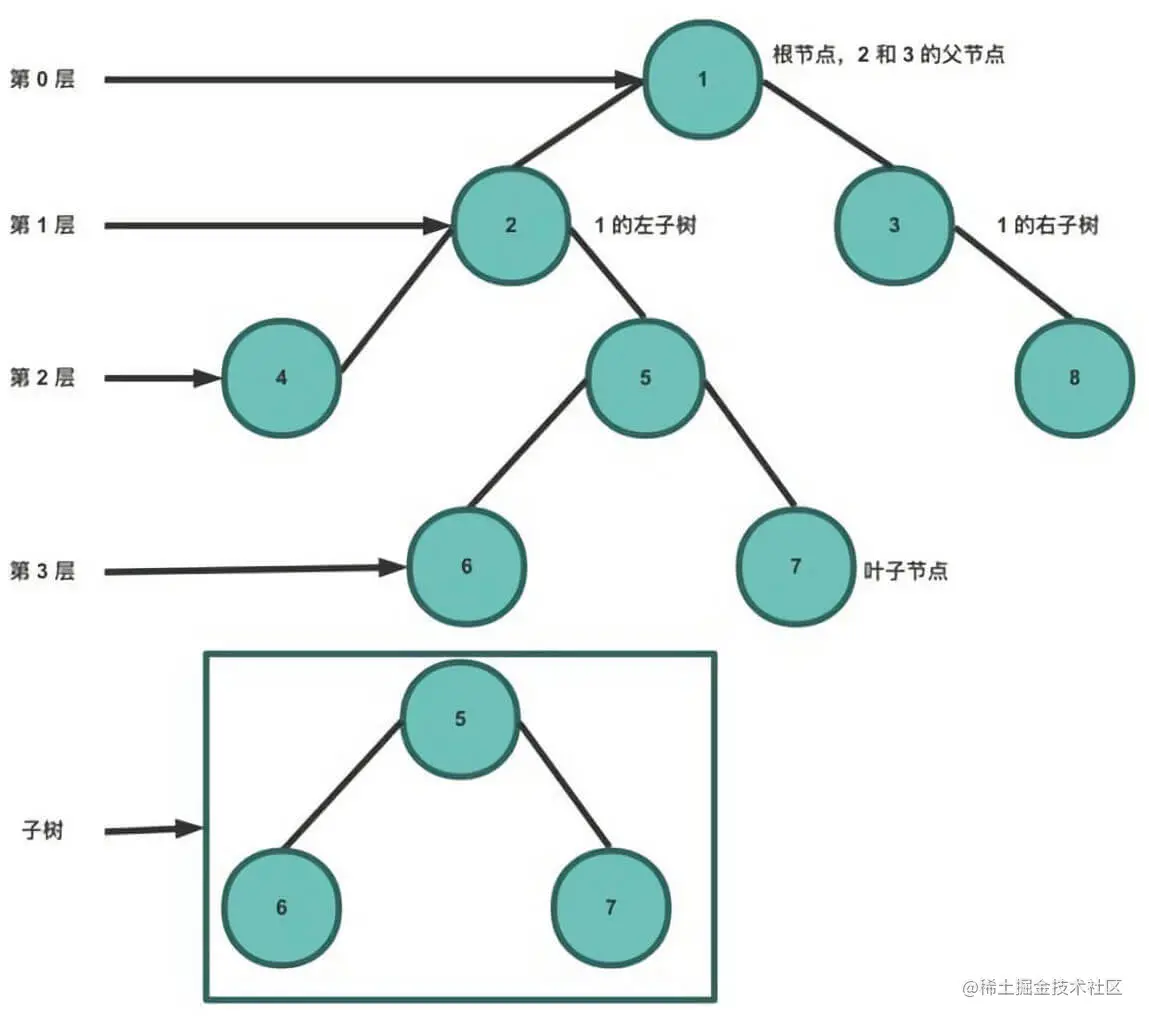 根节点，2 和 3 的父节点
第 0 层
1
第 1 层
2
1 的左子树
3
1 的右子树
第 2 层
4
5
8
第 3 层
6
7
叶子节点
5
子树
6
7
@稀土掘金技术社区